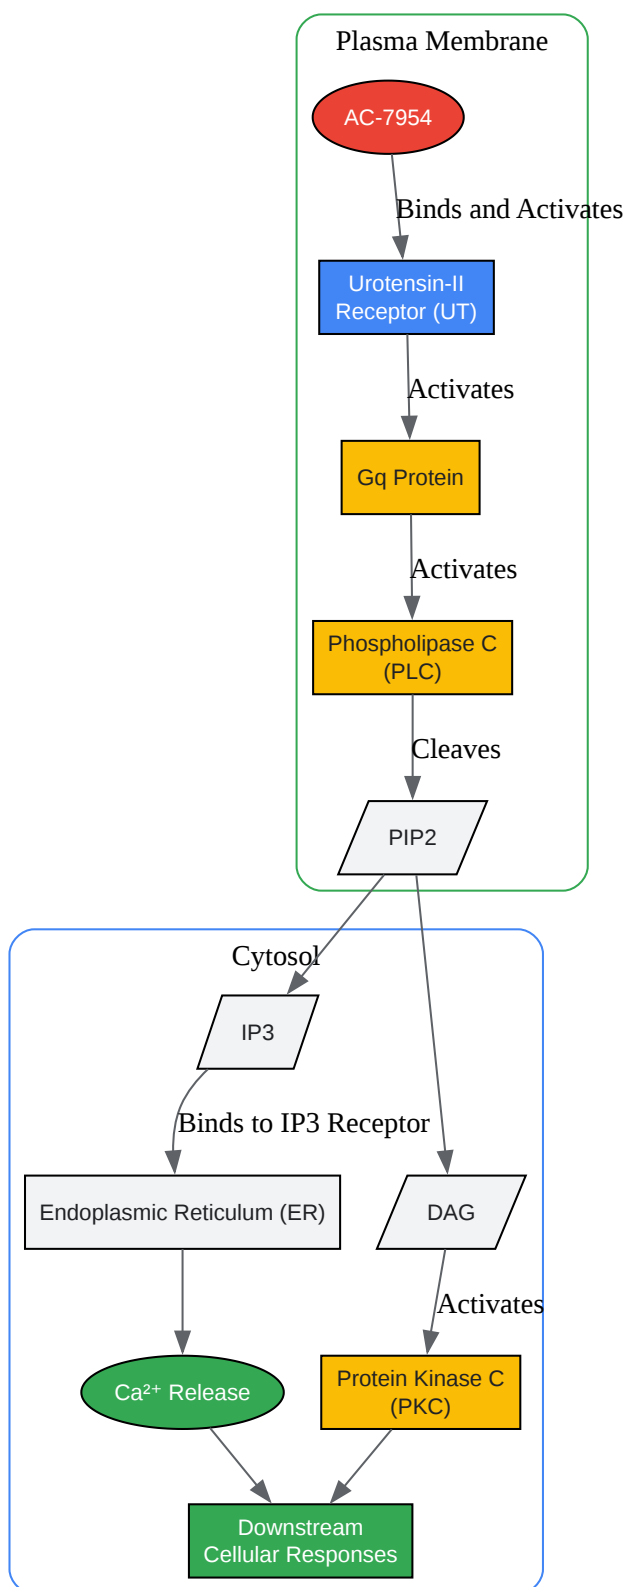 Plasma Membrane
AC-7954
Binds and Activates
Urotensin-II
Receptor (UT)
Activates
Gq Protein
Activates
Phospholipase C
(PLC)
Cleaves
PIP2
Cytosol
IP3
Binds to IP3 Receptor
Endoplasmic Reticulum (ER)
DAG
Activates
Ca²⁺ Release
Protein Kinase C
(PKC)
Downstream
Cellular Responses